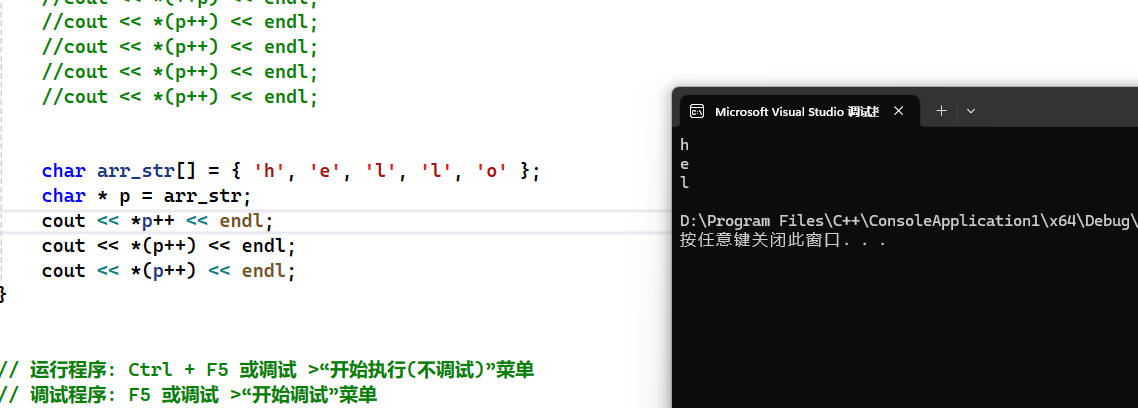 //cout << *(++p) << endl;
//cout << *(p++) << endl;
//cout << *(p++) << endl;
//cout << *(p++) << endl;
//cout << *(p++) << endl;
char arr_str[] = { 'h', 'e', 'l', 'l', 'o' };
char * p = arr_str;
cout << *p++ << endl;
cout << *(p++) << endl;
cout << *(p++) << endl;
}
// 运行程序: Ctrl + F5 或调试 >“开始执行(不调试)”菜单
// 调试程序: F5 或调试 >“开始调试”菜单
Microsoft Visual Studio 调试
h
e
l
D:\Program Files\C++\ConsoleApplication1\x64\Debug\
按任意键关闭此窗口. . .